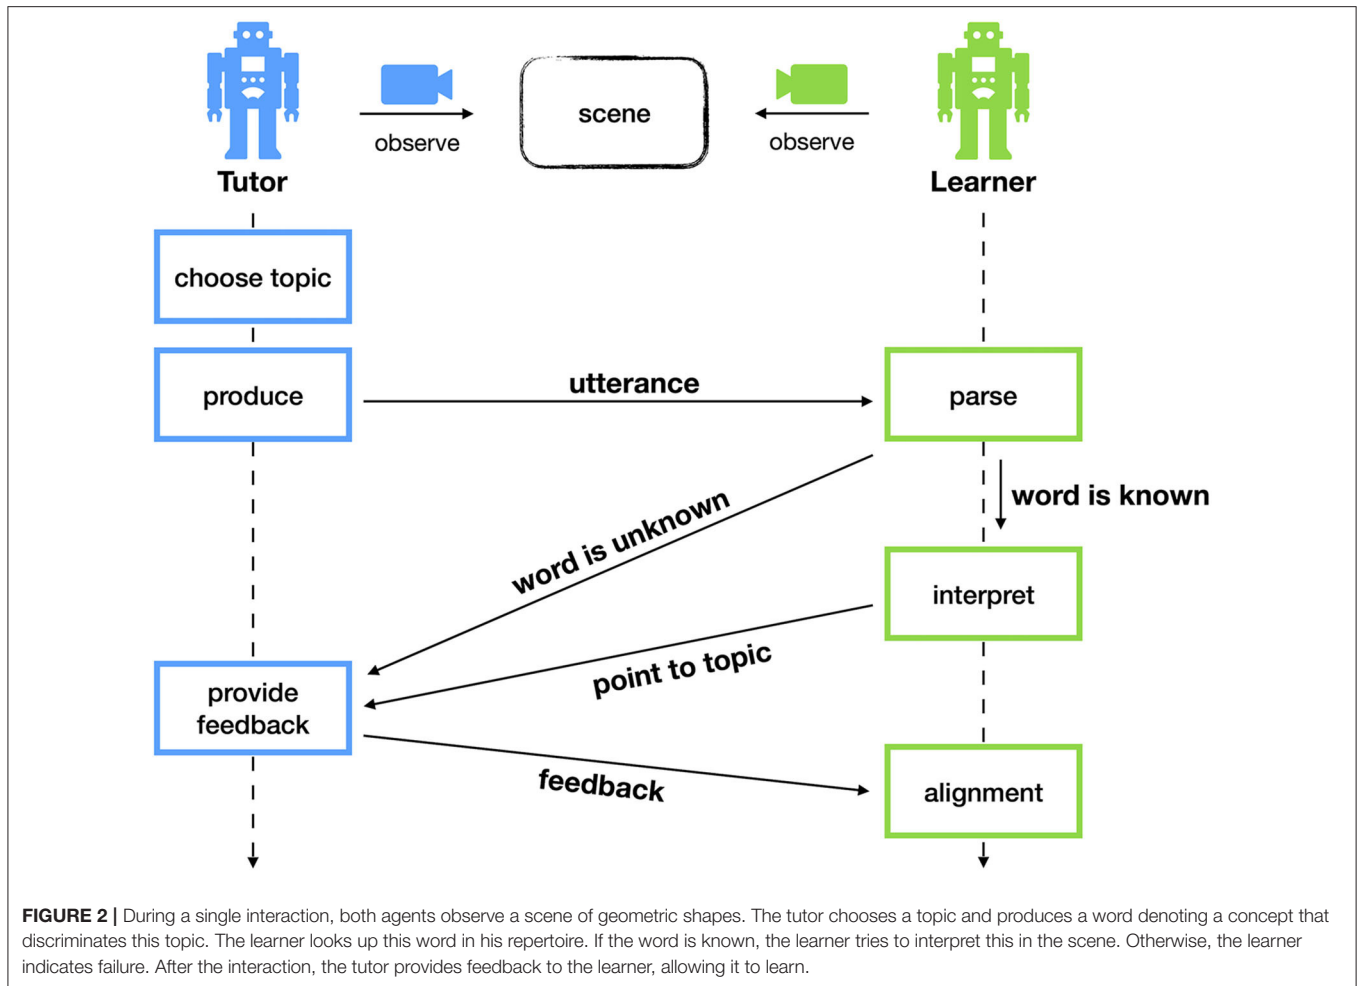 scene
observe
observe
Tutor
Learner
choose topic
produce
utterance
parse
word is known
word is unknown
interpret
point to topic
provide
feedback
feedback
alignment
FIGURE 2 | During a single interaction, both agents observe a scene of geometric shapes. The tutor chooses a topic and produces a word denoting a concept that
discriminates this topic. The learner looks up this word in his repertoire. If the word is known, the learner tries to interpret this in the scene. Otherwise, the learner
indicates failure. After the interaction, the tutor provides feedback to the learner, allowing it to learn.